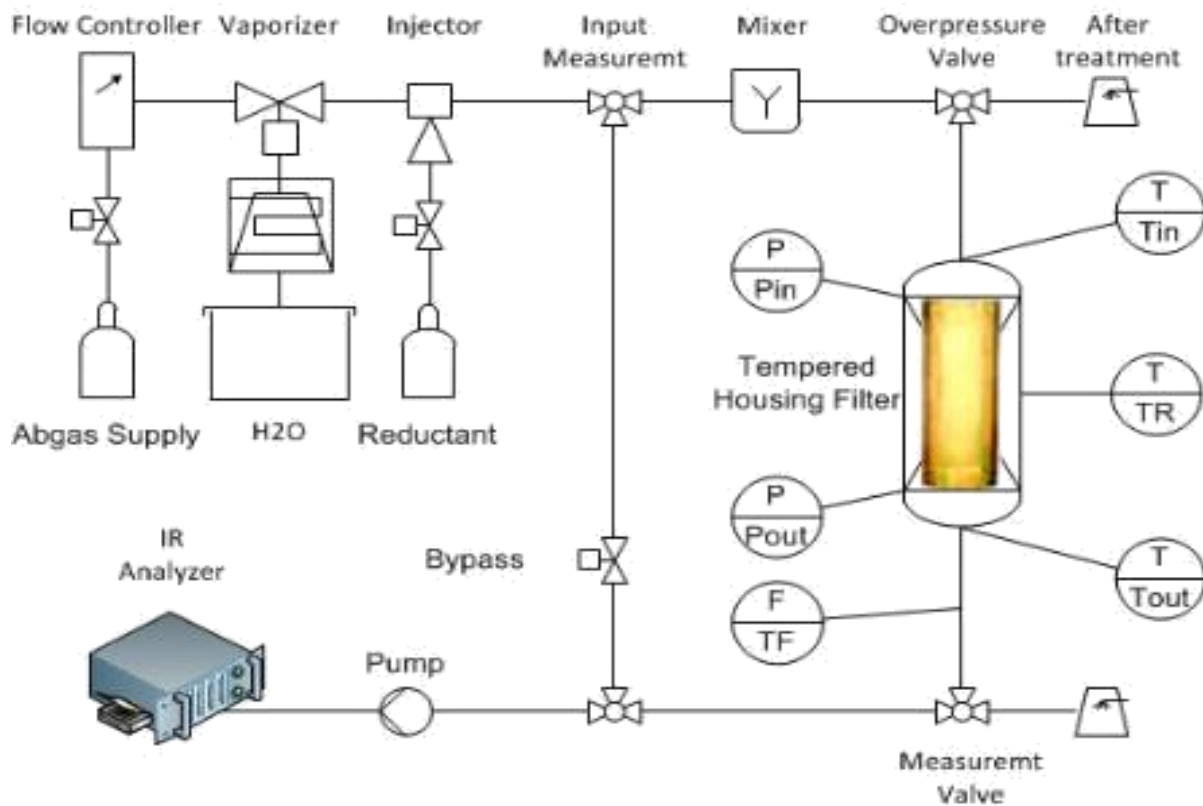 Flow Controller
Vaporizer
Injector
Input
Measuremt
Mixer
Overpressure
Valve
After
treatment
T
Tin
P
Pin
Tempered
Housing Filter
T
TR
Abgas Supply
H2O
Reductant
P
Pout
IR
Analyzer
Bypass
T
Tout
F
TF
Pump
Measuremt
Valve